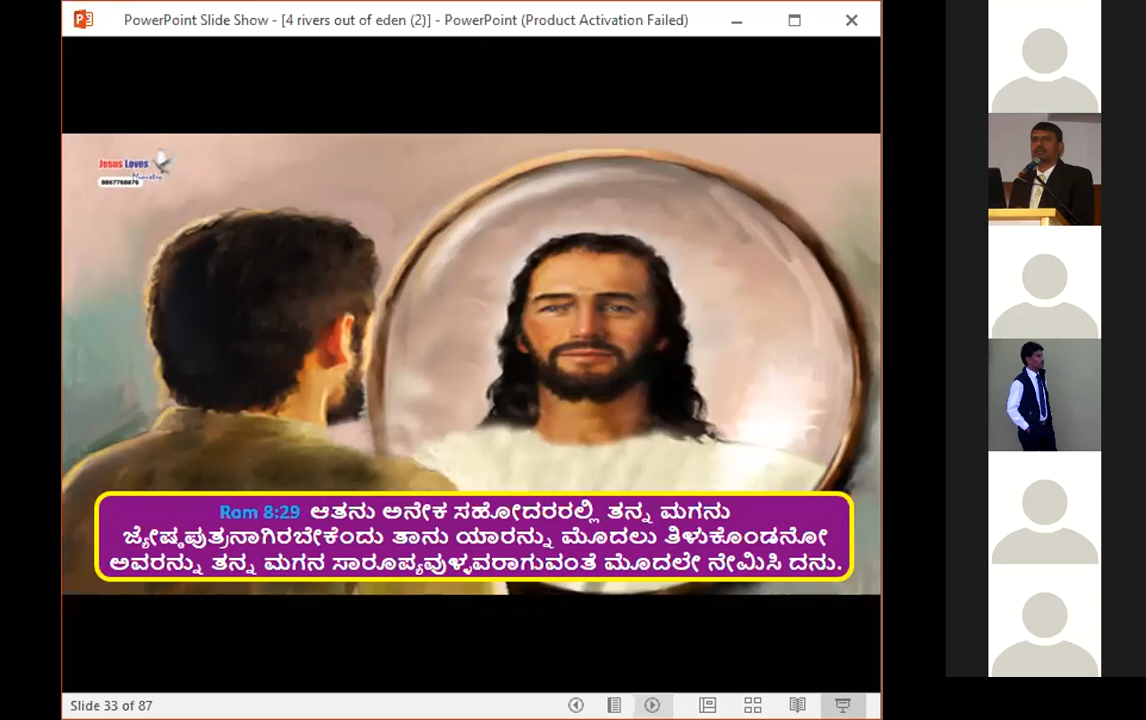 PowerPoint Slide Show - [4 rivers out of eden (2)] - PowerPoint (Product Activation Failed)
Jesus Loves
Ministry
8867768976
Rom 8:29 ಆತನು ಅನೇಕ ಸಹೋದರರಲ್ಲಿ ತನ್ನ ಮಗನು
ಜ್ಯೇಷ್ಠಪುತ್ರನಾಗಿರಬೇಕೆಂದು ತಾನು ಯಾರನ್ನು ಮೊದಲು ತಿಳುಕೊಂಡನೋ
ಅವರನ್ನು ತನ್ನ ಮಗನ ಸಾರೂಪ್ಯವುಳ್ಳವರಾಗುವಂತೆ ಮೊದಲೇ ನೇಮಿಸಿ ದನು.
Slide 33 of 87